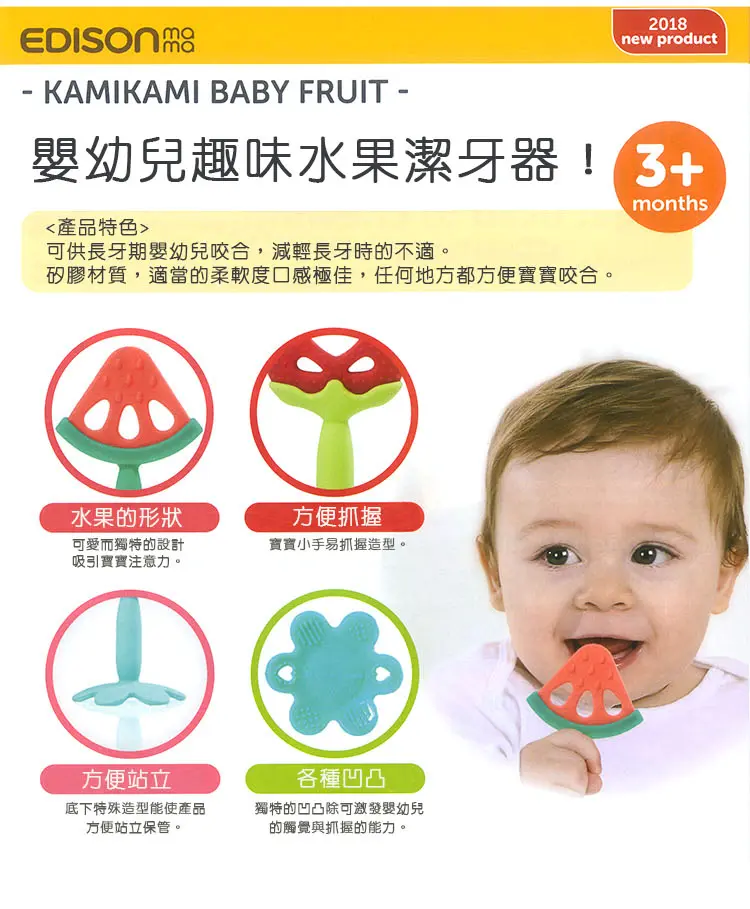 EDISONmama
2018
new product
- KAMIKAMI BABY FRUIT -
嬰幼兒趣味水果潔牙器！
3+
months
<產品特色>
可供長牙期嬰幼兒咬合，減輕長牙時的不適。
矽膠材質，適當的柔軟度口感極佳，任何地方都方便寶寶咬合。
水果的形狀
可愛而獨特的設計
吸引寶寶注意力。
方便抓握
寶寶小手易抓握造型。
方便站立
底下特殊造型能使產品
方便站立保管。
各種凹凸
獨特的凹凸除可激發嬰幼兒
的觸覺與抓握的能力。